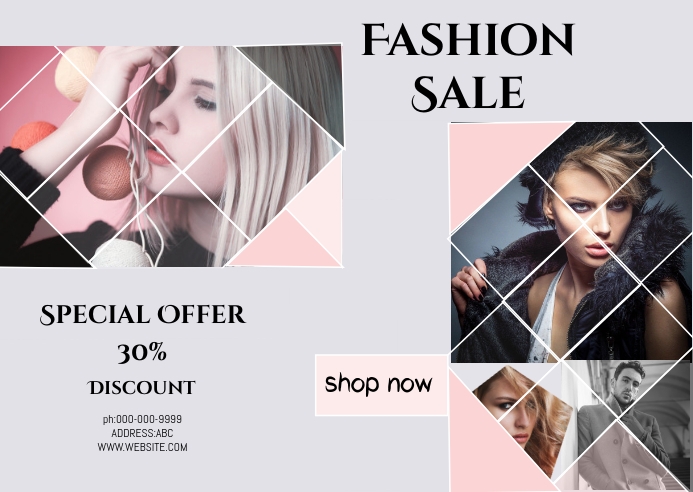 FASHION
SALE
SPECIAL OFFER
30%
DISCOUNT
shop now
ph:000-000-9999
ADDRESS:ABC
WWW.WEBSITE.COM